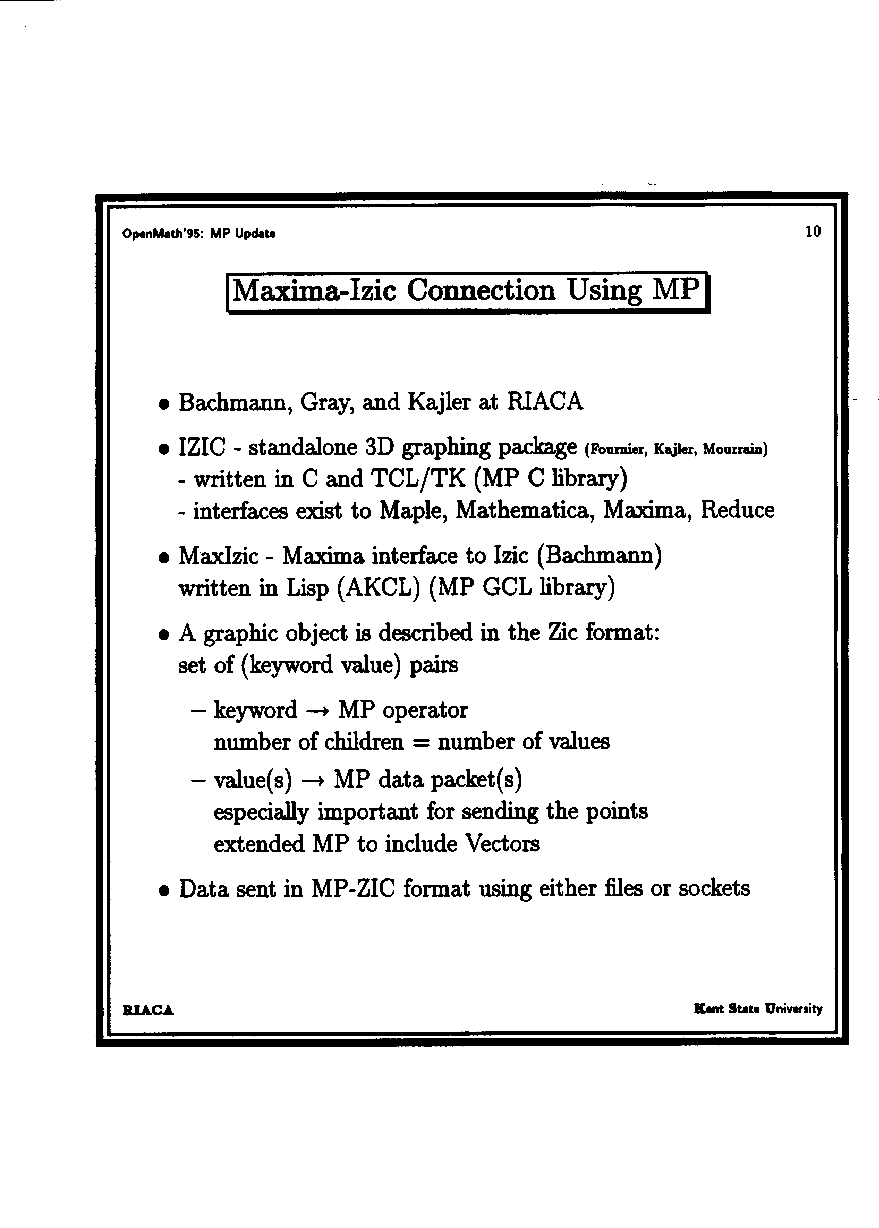 OpenMath'95: MP Update 10
Maxima-Izic Connection Using MP
• Bachmann, Gray, and Kajler at RIACA
• IZIC - standalone 3D graphing package (Fournier, Kajler, Mourrain)
- written in C and TCL/TK (MP C library)
- interfaces exist to Maple, Mathematica, Maxima, Reduce
• MaxIzic - Maxima interface to Izic (Bachmann)
written in Lisp (AKCL) (MP GCL library)
• A graphic object is described in the Zic format:
set of (keyword value) pairs
– keyword → MP operator
number of children = number of values
– value(s) → MP data packet(s)
especially important for sending the points
extended MP to include Vectors
• Data sent in MP-ZIC format using either files or sockets
RIACA Kent State University